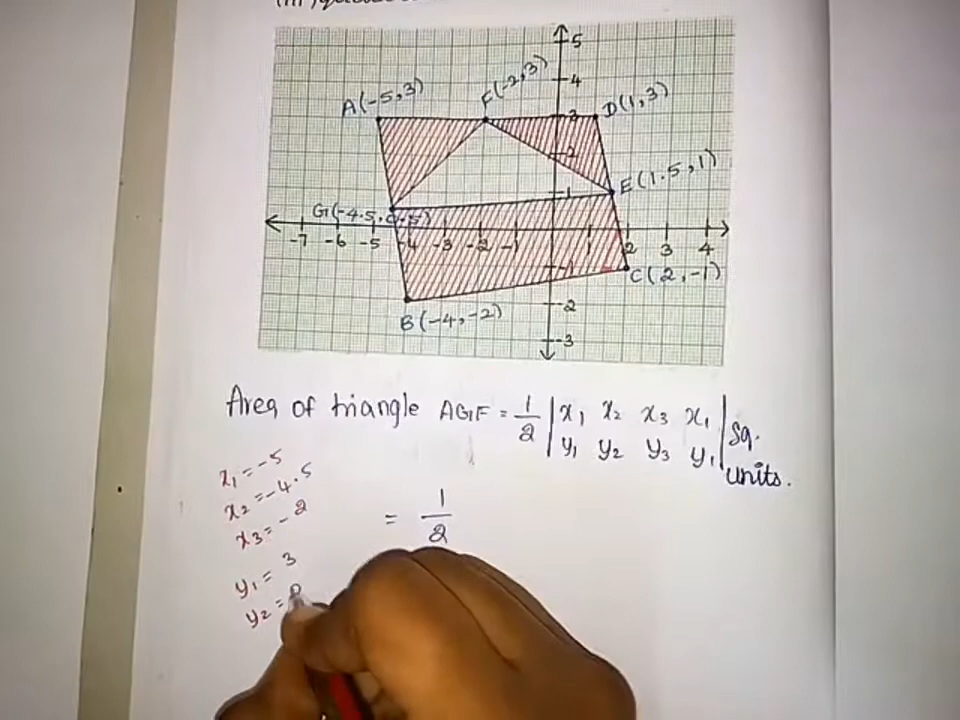 5
4
A(-5,3) F(-2,3) 3 D(1,3)
2
1 E(1.5,1)
G(-4.5,0.5)
-7 -6 -5 -4 -3 -2 -1 1 2 3 4
-1 C(2,-1)
B(-4,-2) -2
-3
Area of triangle AGF = 1/2 | x₁ x₂ x₃ x₁ | Sq.
y₁ y₂ y₃ y₁ units.
x₁ = -5
x₂ = -4.5
x₃ = -2
= 1/2
y₁ = 3
y₂ =